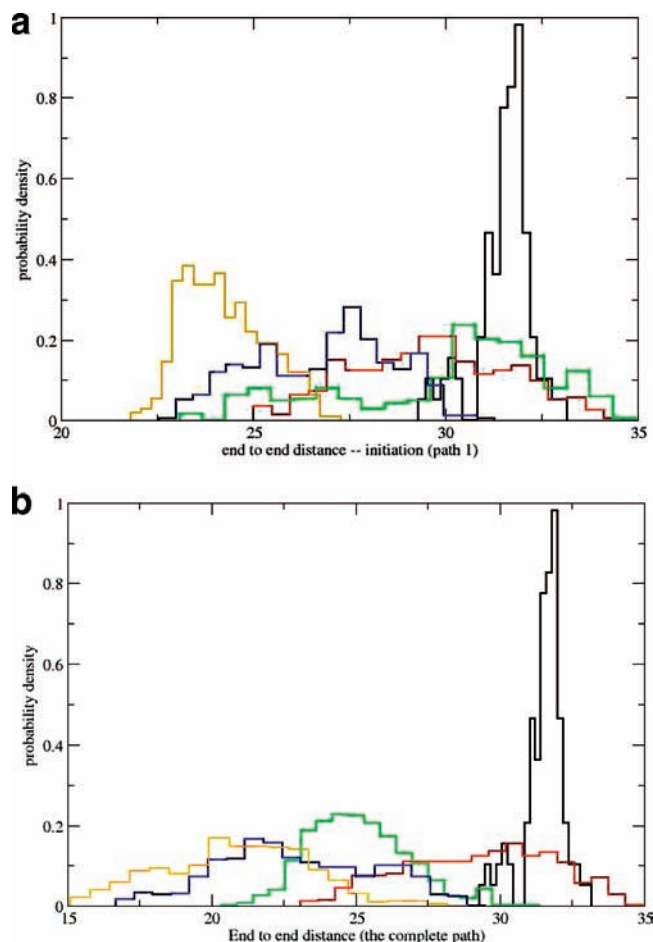 a
1
0.8
0.6
0.4
0.2
0
probability density
20 25 30 35
end to end distance -- initiation (path 1)
b
1
0.8
0.6
0.4
0.2
0
probability density
15 20 25 30 35
End to end distance (the complete path)